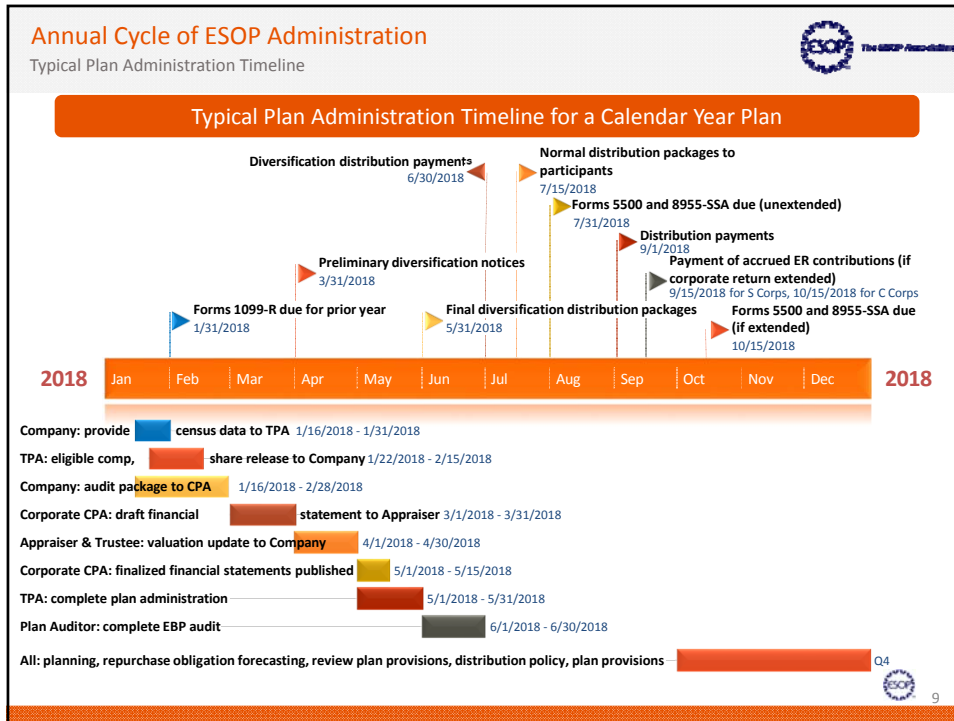 Annual Cycle of ESOP Administration
Typical Plan Administration Timeline
ESOP
The ESOP Association
Typical Plan Administration Timeline for a Calendar Year Plan
Diversification distribution payments
6/30/2018
Normal distribution packages to
participants
7/15/2018
Forms 5500 and 8955-SSA due (unextended)
7/31/2018
Distribution payments
9/1/2018
Preliminary diversification notices
3/31/2018
Payment of accrued ER contributions (if
corporate return extended)
9/15/2018 for S Corps, 10/15/2018 for C Corps
Forms 1099-R due for prior year
1/31/2018
Final diversification distribution packages
5/31/2018
Forms 5500 and 8955-SSA due
(if extended)
10/15/2018
2018 Jan Feb Mar Apr May Jun Jul Aug Sep Oct Nov Dec 2018
Company: provide census data to TPA 1/16/2018 - 1/31/2018
TPA: eligible comp, share release to Company 1/22/2018 - 2/15/2018
Company: audit package to CPA 1/16/2018 - 2/28/2018
Corporate CPA: draft financial statement to Appraiser 3/1/2018 - 3/31/2018
Appraiser & Trustee: valuation update to Company 4/1/2018 - 4/30/2018
Corporate CPA: finalized financial statements published 5/1/2018 - 5/15/2018
TPA: complete plan administration 5/1/2018 - 5/31/2018
Plan Auditor: complete EBP audit 6/1/2018 - 6/30/2018
All: planning, repurchase obligation forecasting, review plan provisions, distribution policy, plan provisions Q4
ESOP
9